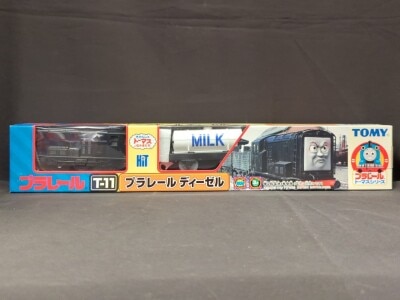 きかんしゃ
トーマス
HiT
MILK
TOMY
プラレール
トーマスシリーズ
プラレール
T-11
プラレール ディーゼル